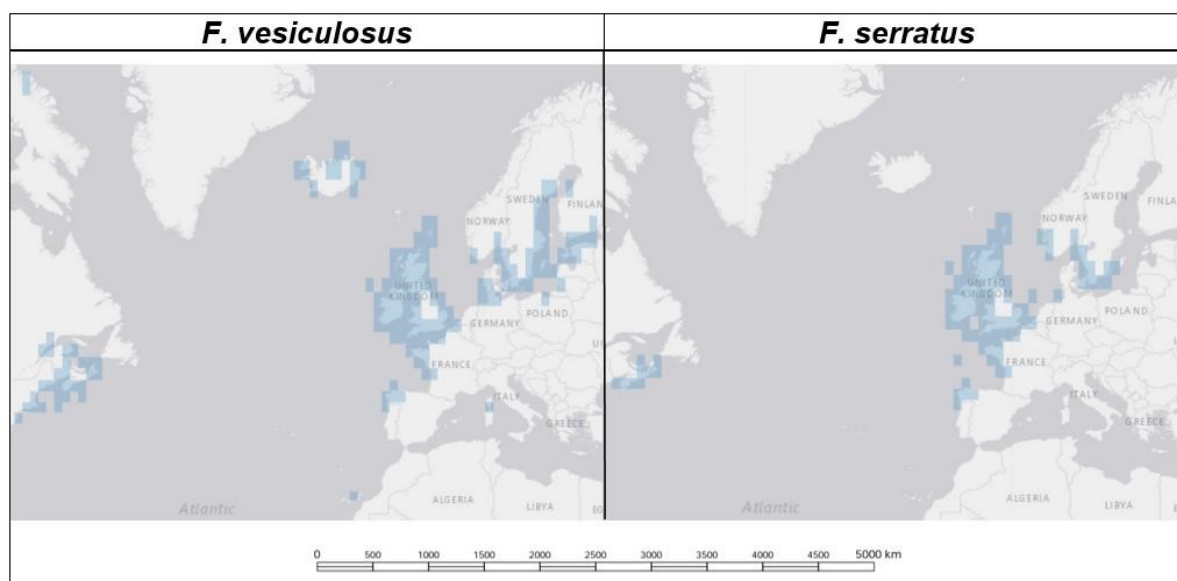 F. vesiculosus
F. serratus
SWEDEN
FINLAN
NORWAY
UNITED
KINGDOM
POLAND
GERMANY
FRANCE
ITALY
GREECE
ALGERIA
LIBYA
EG
Atlantic
SWEDEN
FINL
NORWAY
UNITED
KINGDOM
POLAND
GERMANY
FRANCE
ITALY
GREECE
ALGERIA
LIBYA
Atlantic
0 500 1000 1500 2000 2500 3000 3500 4000 4500 5000 km